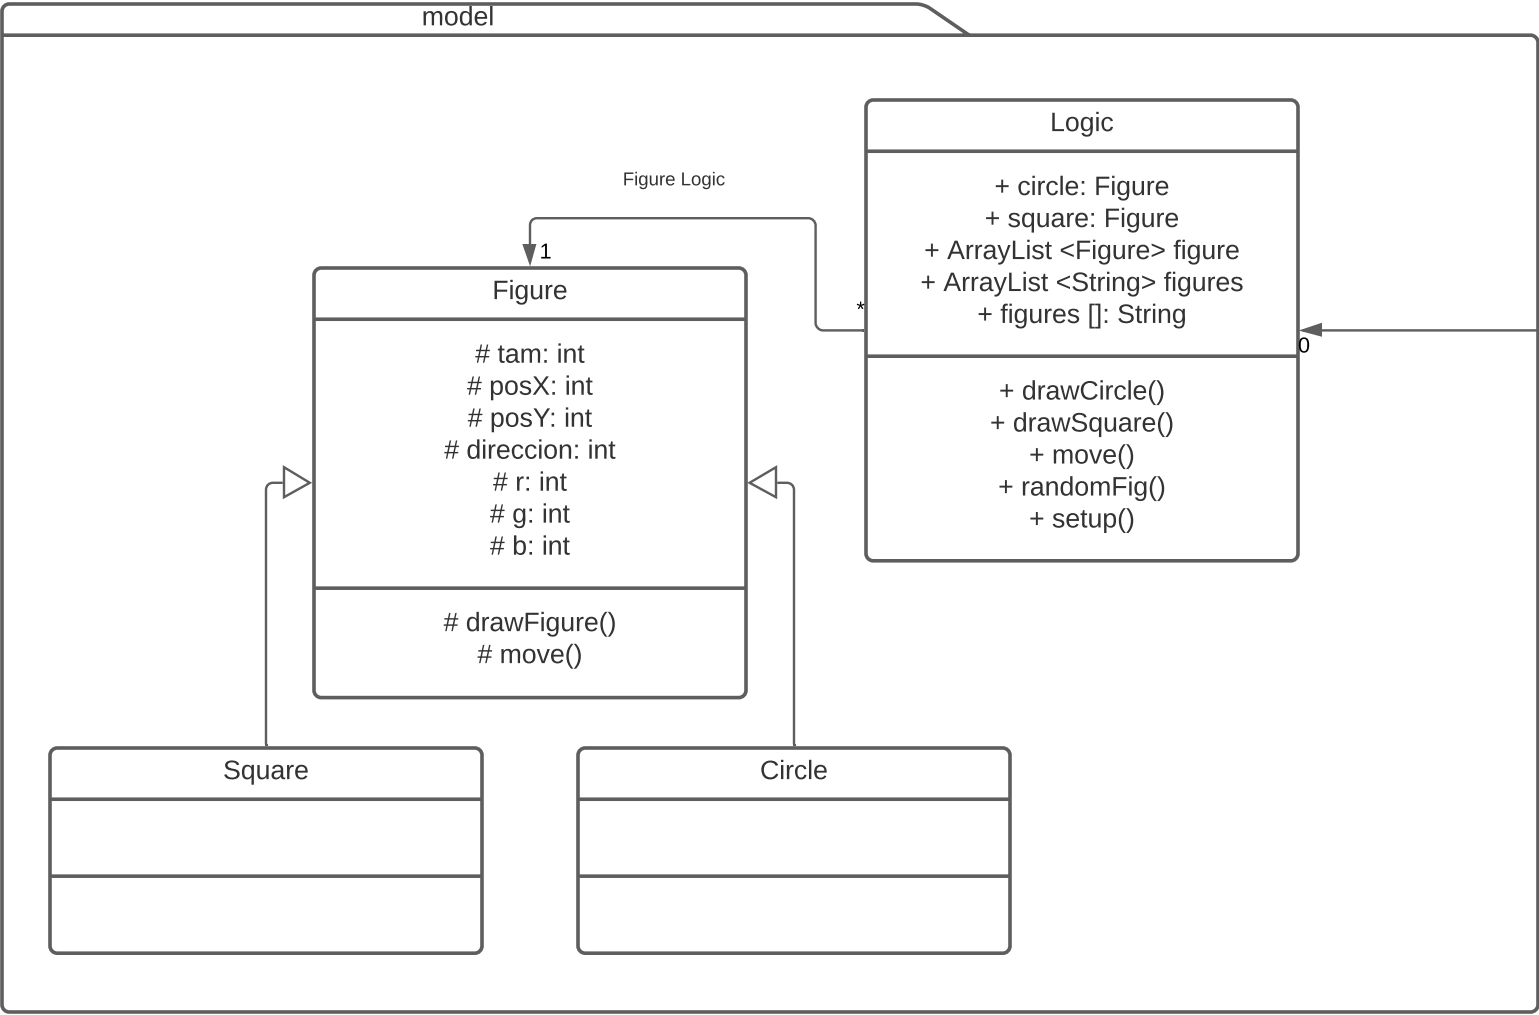 model
Logic
+ circle: Figure
+ square: Figure
+ ArrayList <Figure> figure
+ ArrayList <String> figures
+ figures []: String
+ drawCircle()
+ drawSquare()
+ move()
+ randomFig()
+ setup()
Figure Logic
1
*
0
Figure
# tam: int
# posX: int
# posY: int
# direccion: int
# r: int
# g: int
# b: int
# drawFigure()
# move()
Square
Circle